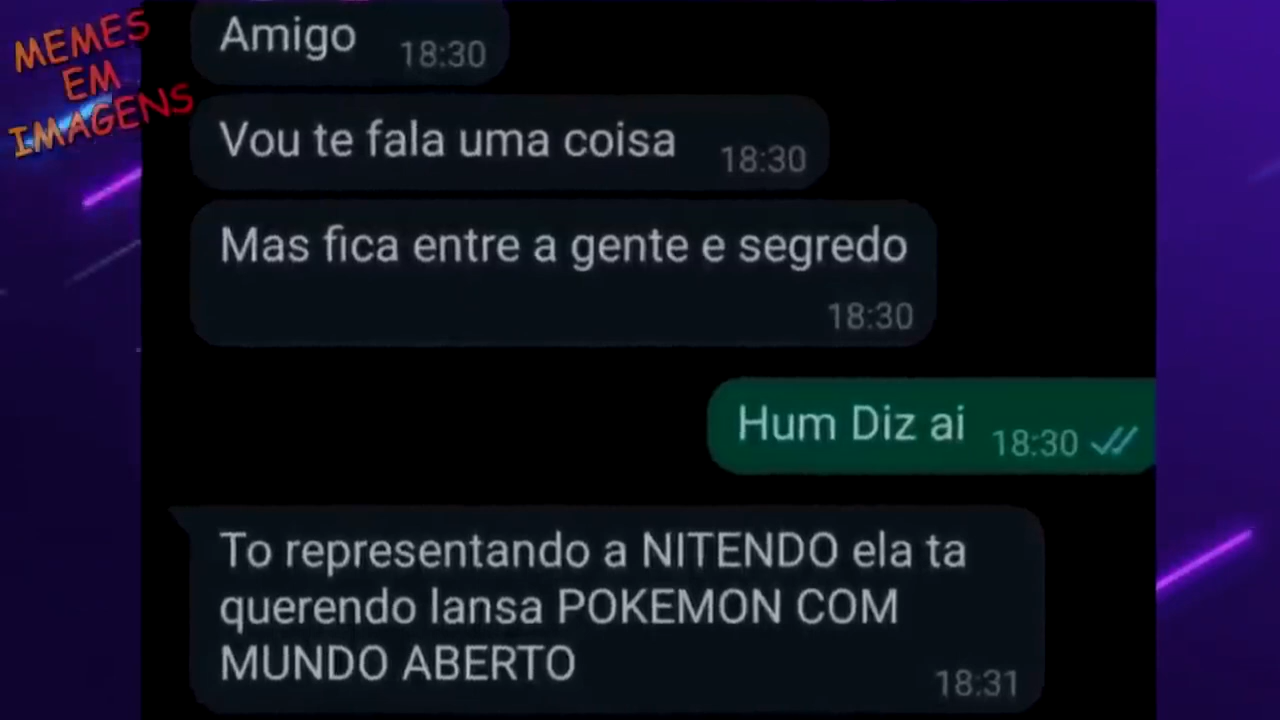 MEMES
EM
IMAGENS
Amigo 18:30
Vou te fala uma coisa 18:30
Mas fica entre a gente e segredo
18:30
Hum Diz ai 18:30
To representando a NITENDO ela ta
querendo lansa POKEMON COM
MUNDO ABERTO 18:31